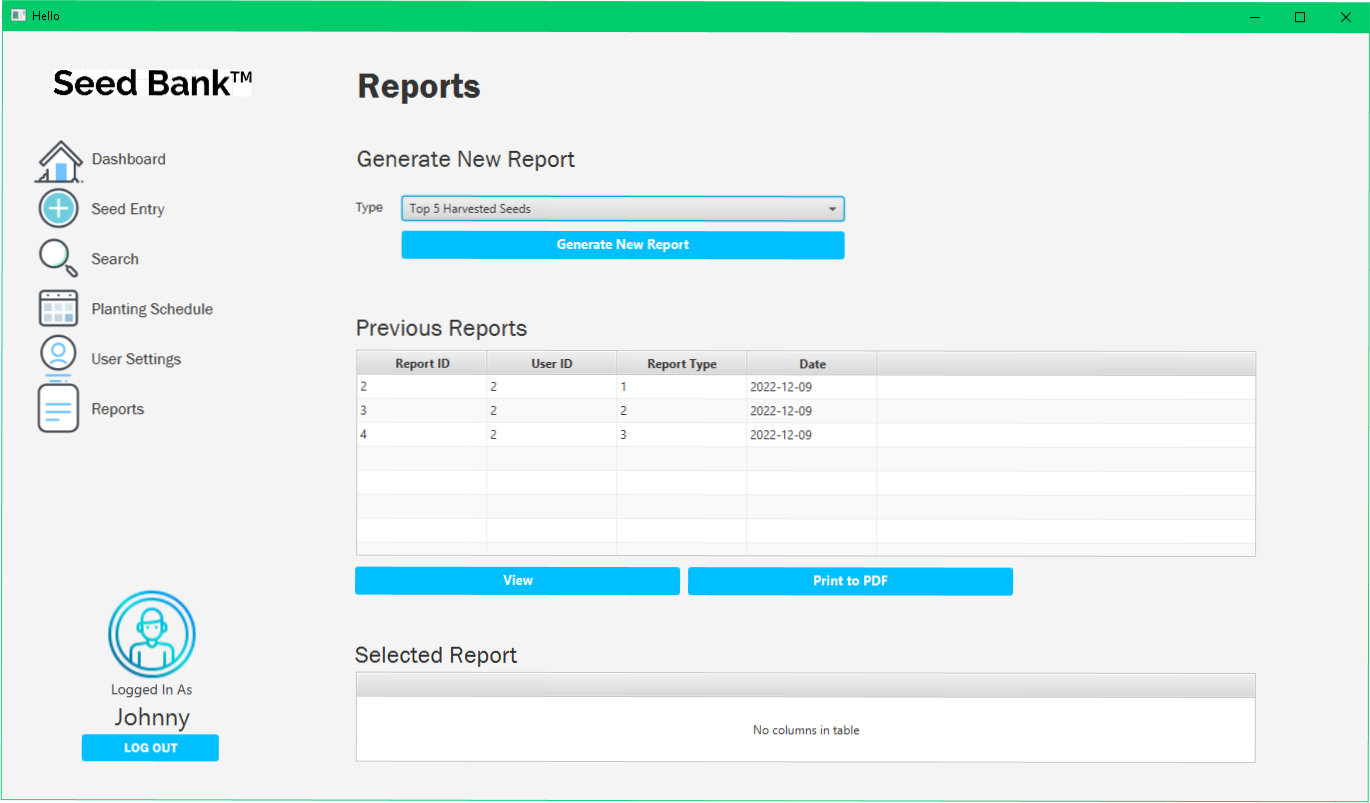 Hello
Seed Bank™
Dashboard
Seed Entry
Search
Planting Schedule
User Settings
Reports
Logged In As
Johnny
LOG OUT
Reports
Generate New Report
Type Top 5 Harvested Seeds
Generate New Report
Previous Reports
Report ID User ID Report Type Date
2 2 1 2022-12-09
3 2 2 2022-12-09
4 2 3 2022-12-09
View Print to PDF
Selected Report
No columns in table